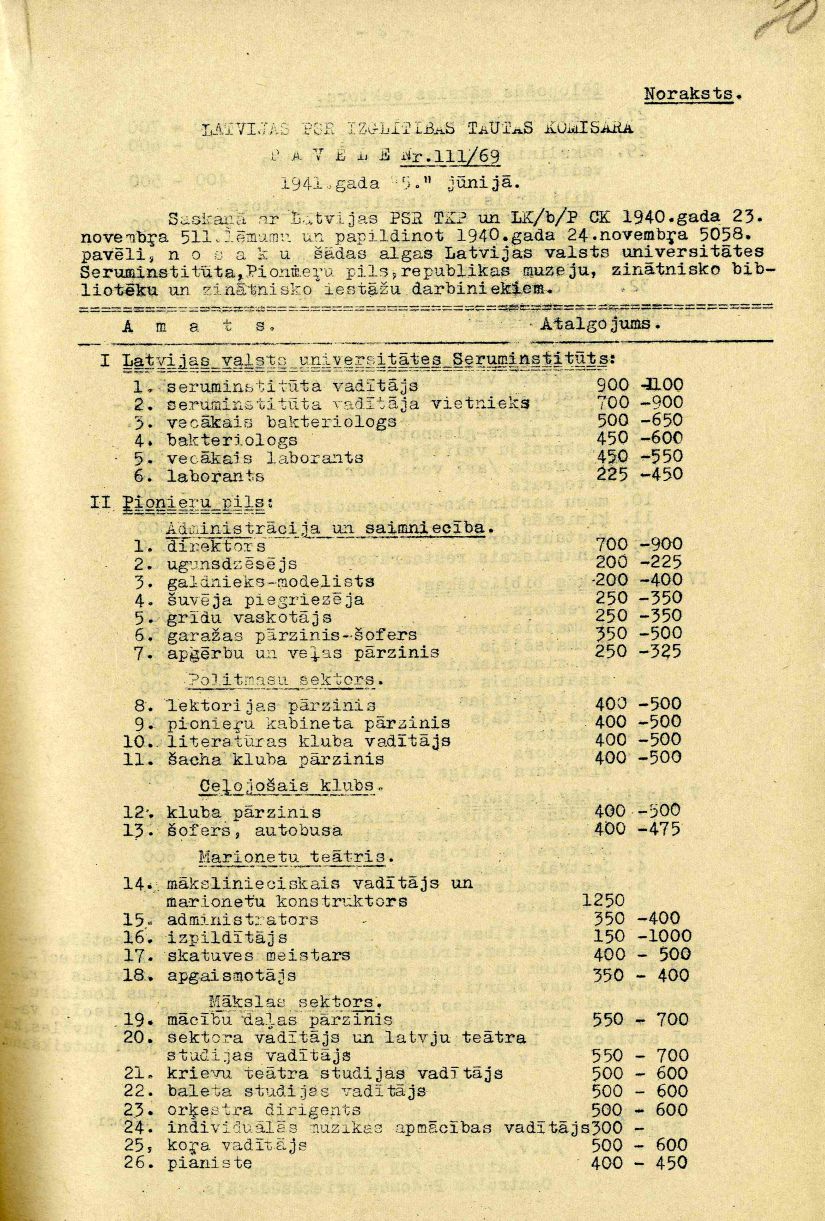 30
Noraksts.
LATVIJAS PSR IZGLĪTĪBAS TAUTAS KOMISARA
P A V Ē L E Nr.111/69
1941.gada "5." jūnijā.
Saskaņā ar Latvijas PSR TKP un LK/b/P CK 1940.gada 23.
novembŗa 511.lēmumu un papildinot 1940.gada 24.novembŗa 5058.
pavēli, n o s a k u šādas algas Latvijas valsts universitātes
Seruminstitūta,Pionieŗu pils,republikas muzeju, zinātnisko bib-
liotēku un zinātnisko iestāžu darbiniekiem.
A m a t s. Atalgojums.
I Latvijas valsts universitātes Seruminstitūts:
1. seruminstitūta vadītājs 900 -1100
2. seruminstitūta vadītāja vietnieks 700 -900
3. vecākais bakteriologs 500 -650
4. bakteriologs 450 -600
5. vecākais laborants 450 -550
6. laborants 225 -450
II Pionieru pils:
Administrācija un saimniecība.
1. direktors 700 -900
2. ugunsdzēsējs 200 -225
3. galdnieks-modelists 200 -400
4. šuvēja piegriezēja 250 -350
5. grīdu vaskotājs 250 -350
6. garažas pārzinis-šofers 350 -500
7. apģērbu un veļas pārzinis 250 -325
Politmasu sektors.
8. lektorijas pārzinis 400 -500
9. pionieŗu kabineta pārzinis 400 -500
10. literatūras kluba vadītājs 400 -500
11. šacha kluba pārzinis 400 -500
Ceļojošais klubs.
12. kluba pārzinis 400 -500
13. šofers, autobusa 400 -475
Marionetu teātris.
14. mākslinieciskais vadītājs un
marionetu konstruktors 1250
15. administrators 350 -400
16. izpildītājs 150 -1000
17. skatuves meistars 400 - 500
18. apgaismotājs 350 - 400
Mākslas sektors.
19. mācību daļas pārzinis 550 - 700
20. sektora vadītājs un latvju teātra
studijas vadītājs 550 - 700
21. krievu teātra studijas vadītājs 500 - 600
22. baleta studijas vadītājs 500 - 600
23. orķestra dirigents 500 - 600
24. individuālās muzikas apmācības vadītājs300 -
25, koŗa vadītājs 500 - 600
26. pianiste 400 - 450